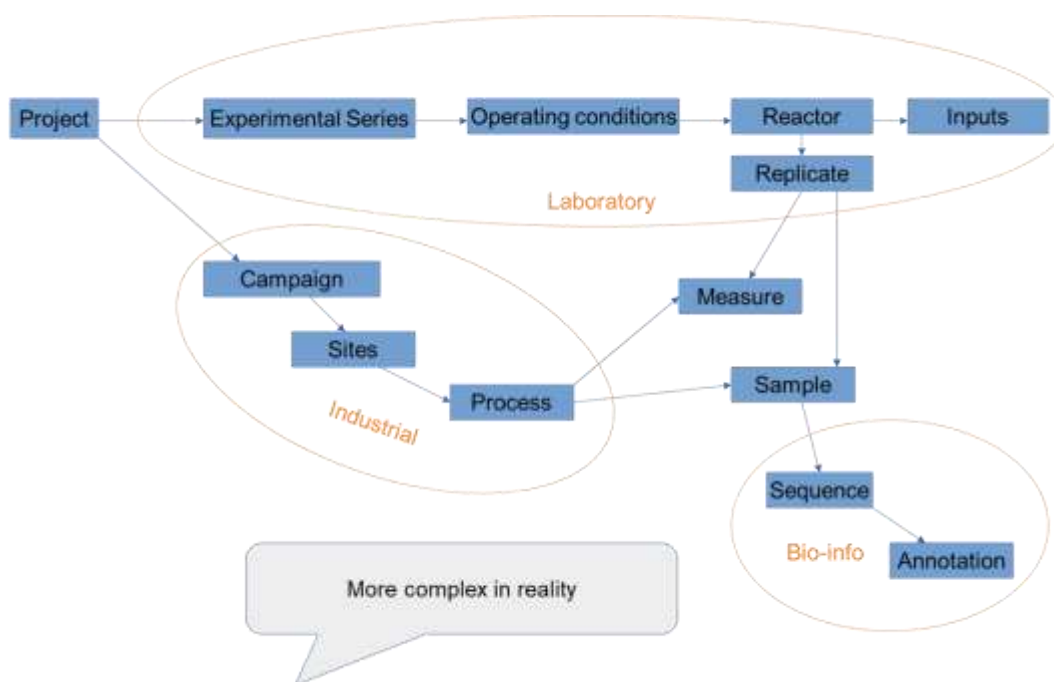 Project
Experimental Series
Operating conditions
Reactor
Inputs
Replicate
Laboratory
Campaign
Measure
Sites
Sample
Process
Industrial
Sequence
Bio-info
Annotation
More complex in reality